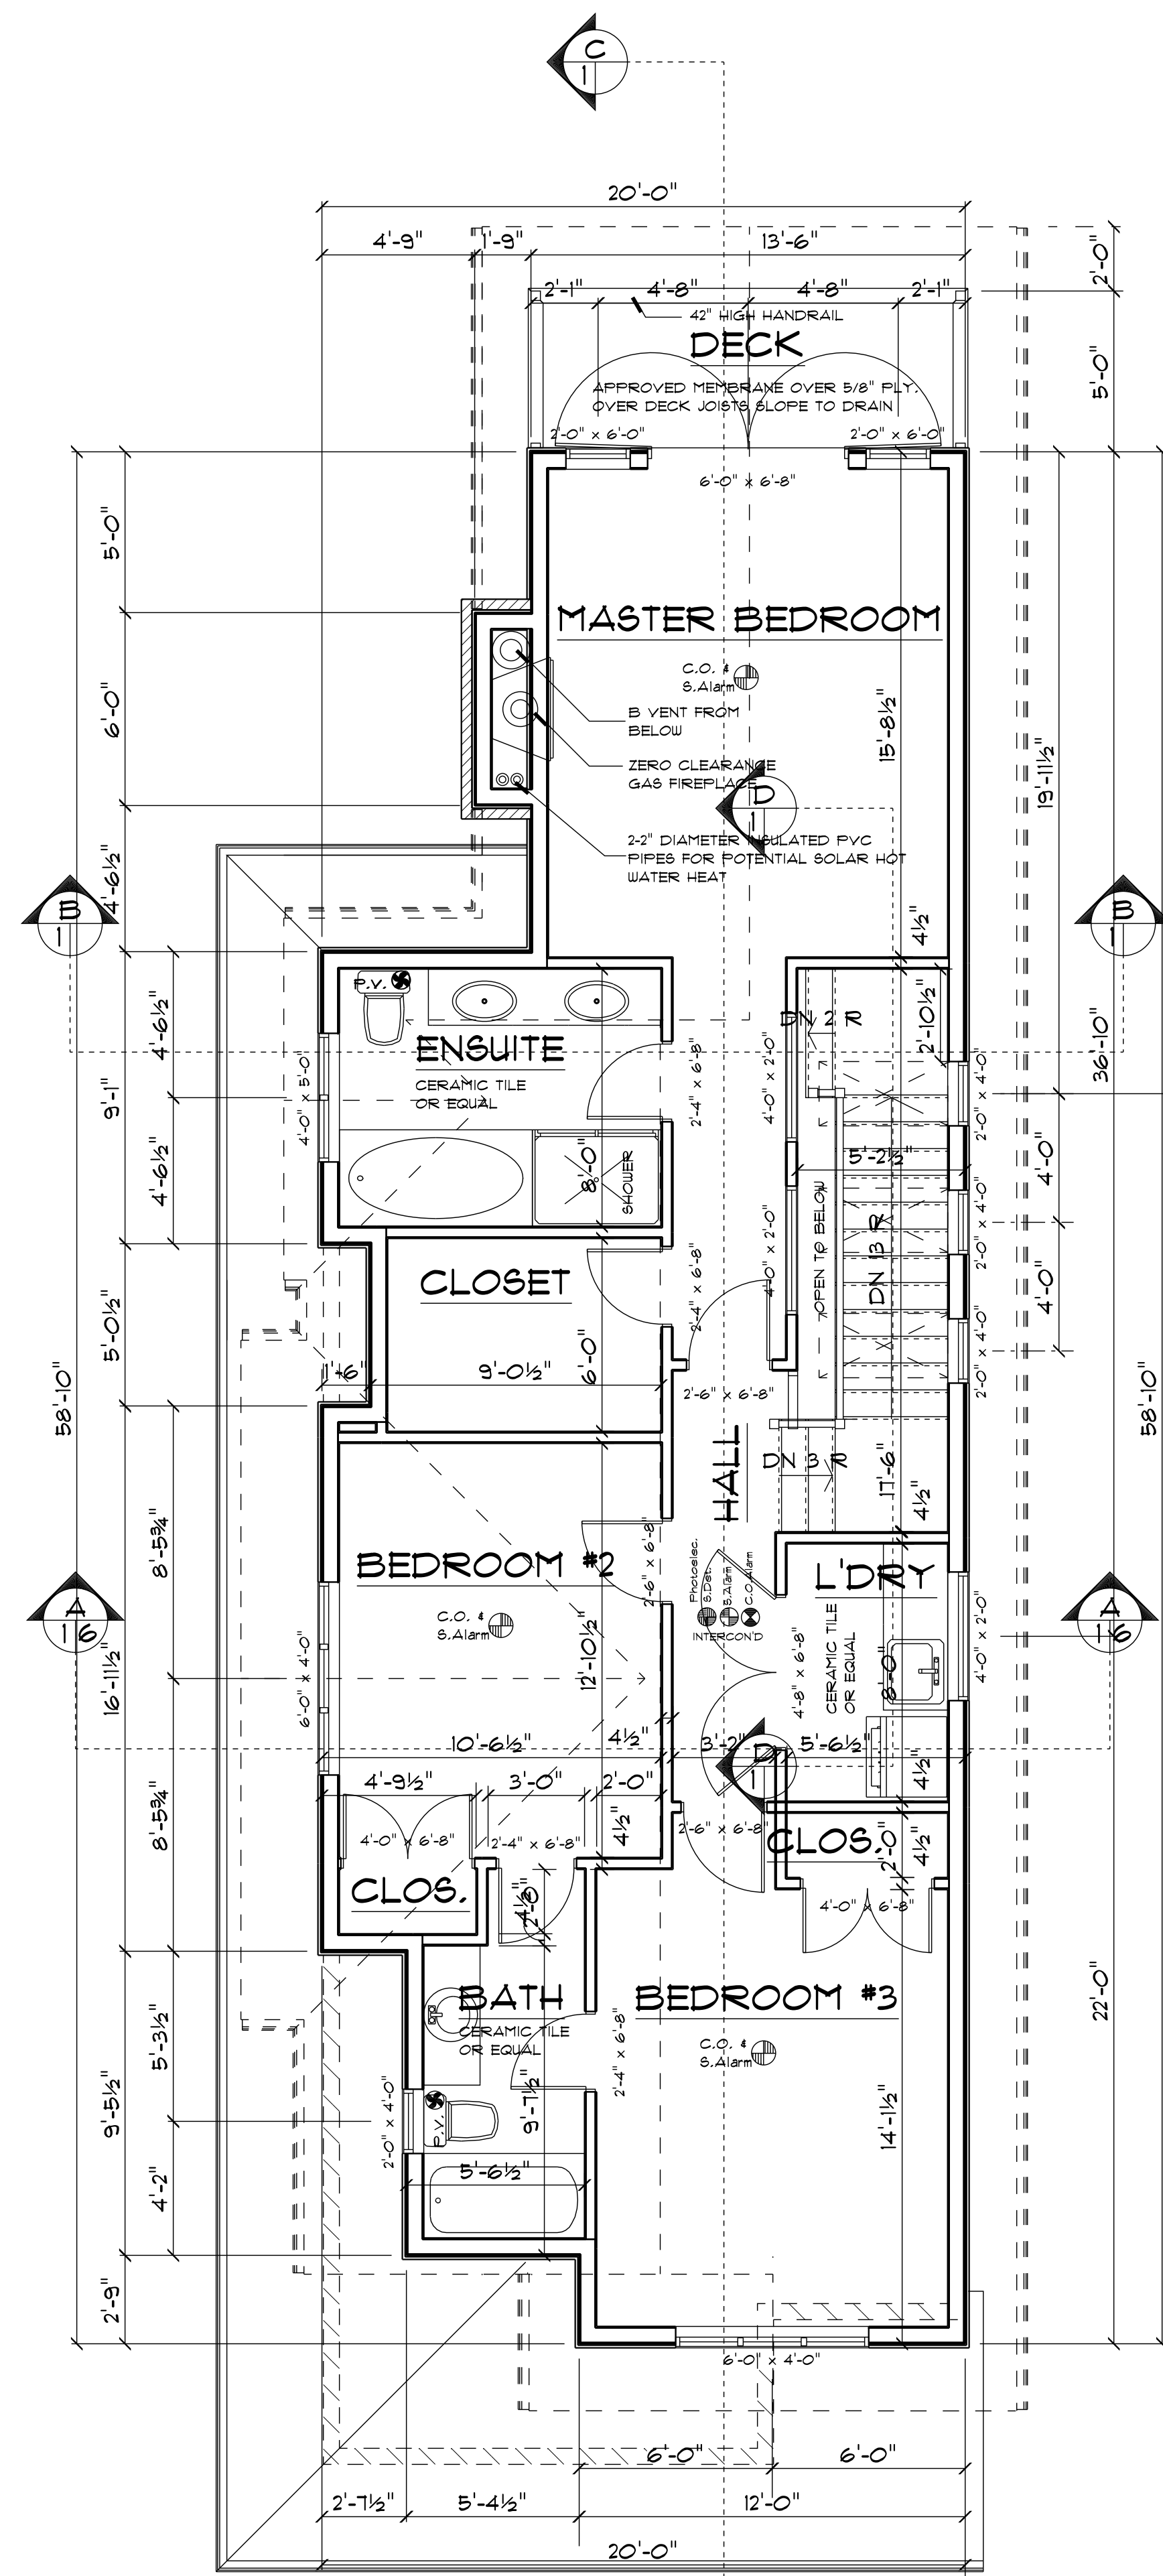 C
1
20'-0"
4'-9" 1'-9" 13'-6"
2'-0"
2'-1" 4'-8" 4'-8" 2'-1"
42" HIGH HANDRAIL
DECK
5'-0"
APPROVED MEMBRANE OVER 5/8" PLY.
OVER DECK JOISTS SLOPE TO DRAIN
2'-0" x 6'-0" 2'-0" x 6'-0"
6'-0" x 6'-8"
5'-0"
MASTER BEDROOM
C.O. &
S.Alarm
6'-0"
B VENT FROM
BELOW
15'-8½"
19'-11½"
ZERO CLEARANCE
GAS FIREPLACE
D
1
2-2" DIAMETER INSULATED PVC
PIPES FOR POTENTIAL SOLAR HOT
WATER HEAT
4'-6½"
B
1
B
1
4½"
P.V.
DN 2 R
2'-10½"
4'-6½"
ENSUITE
CERAMIC TILE
OR EQUAL
36'-10"
9'-1"
4'-0" x 5'-0"
2'-4" x 6'-8"
4'-0" x 2'-0"
2'-0" x 4'-0"
4'-6½"
8'-0"
SHOWER
5'-2½"
4'-0"
OPEN TO BELOW
DN 13 R
2'-0" x 4'-0"
CLOSET
2'-4" x 6'-8"
4'-0" x 2'-0"
4'-0"
5'-0½"
1'-6" 9'-0½"
6'-0"
2'-6" x 6'-8"
2'-0" x 4'-0"
58'-10"
58'-10"
HALL
DN 3 R
17'-6"
4½"
8'-5¾"
BEDROOM #2
2'-6" x 6'-8"
Photoelec.
S.Det.
S.Alarm
C.O.Alarm
INTERCON'D
L'DRY
CERAMIC TILE
OR EQUAL
C.O. &
S.Alarm
A
16
A
16
16'-11½"
6'-0" x 4'-0"
12'-10½"
4'-8" x 6'-8"
8'-0"
4'-0" x 2'-0"
10'-6½" 4½" 3'-2" 5'-6½"
D
1
4½"
4'-9½" 3'-0" 2'-0"
8'-5¾"
4'-0" x 6'-8" 2'-4" x 6'-8"
4½"
2'-6" x 6'-8"
CLOS.
2'-0"
4½"
CLOS.
4½"
2'-0"
4'-0" x 6'-8"
BATH
CERAMIC TILE
OR EQUAL
BEDROOM #3
C.O. &
S.Alarm
22'-0"
5'-3½"
2'-4" x 6'-8"
9'-5½"
2'-0" x 4'-0"
P.V.
9'-7½"
14'-1½"
4'-2"
5'-6½"
2'-9"
6'-0" x 4'-0"
6'-0" 6'-0"
2'-7½" 5'-4½" 12'-0"
20'-0"